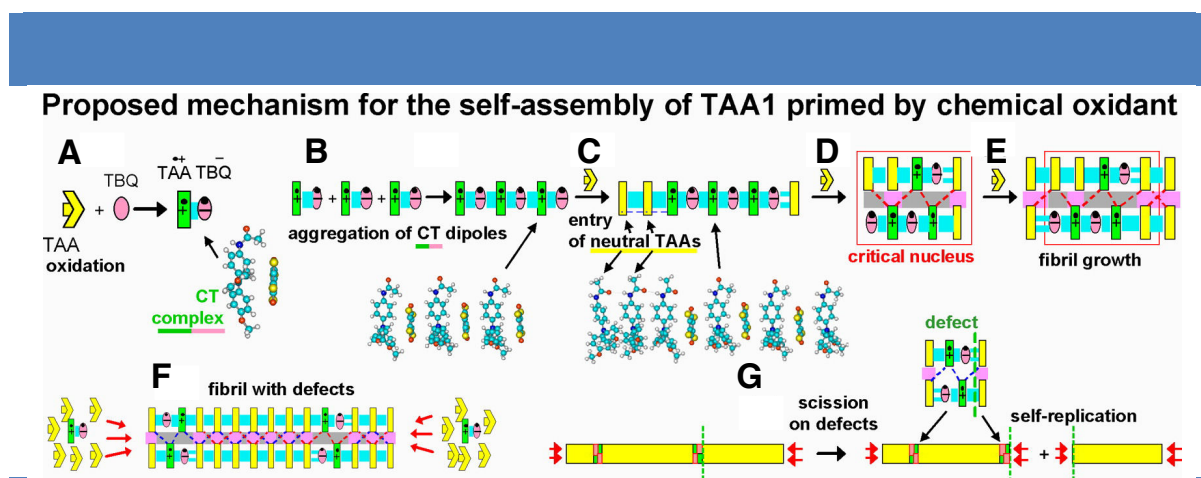 Proposed mechanism for the self-assembly of TAA1 primed by chemical oxidant
A
TBQ
+
TAA
oxidation
•+ −
TAA TBQ
CT
complex
B
+ +
aggregation of CT dipoles
C
entry
of neutral TAAs
D
critical nucleus
E
fibril growth
F
fibril with defects
G
scission
on defects
defect
self-replication
+